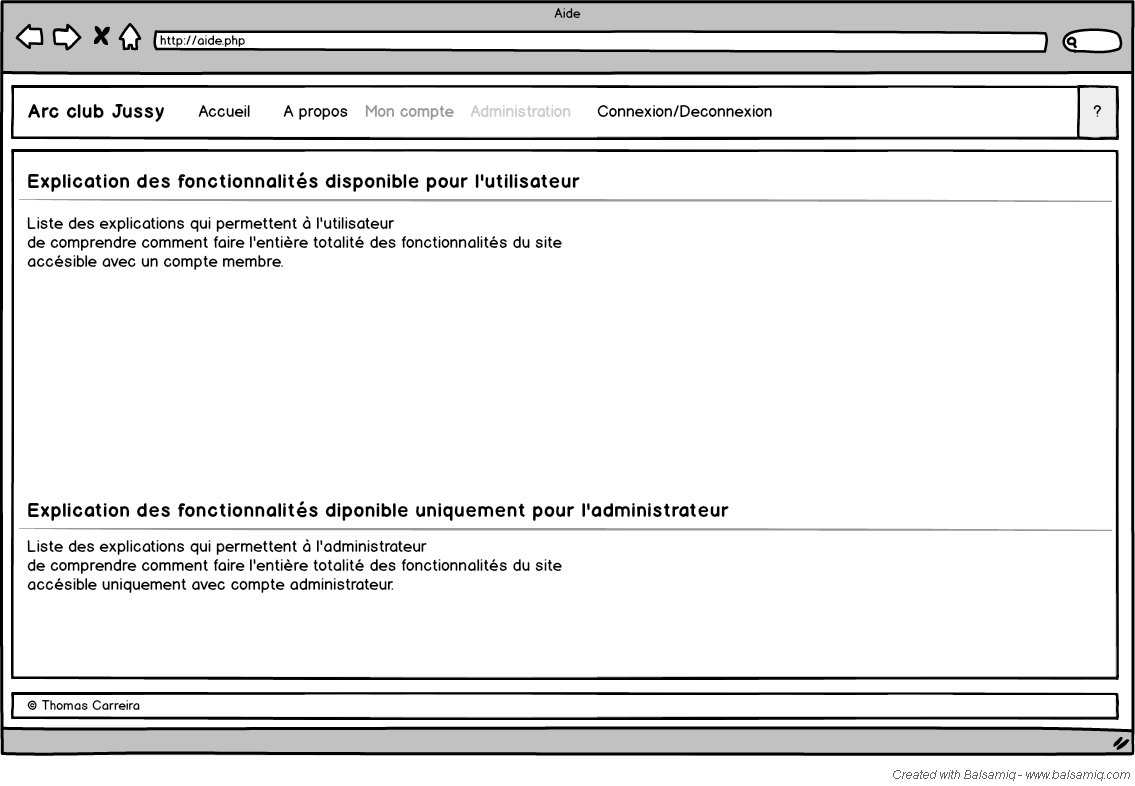 Aide
http://aide.php
Arc club Jussy Accueil A propos Mon compte Administration Connexion/Deconnexion ?
Explication des fonctionnalités disponible pour l'utilisateur
Liste des explications qui permettent à l'utilisateur
de comprendre comment faire l'entière totalité des fonctionnalités du site
accésible avec un compte membre.
Explication des fonctionnalités diponible uniquement pour l'administrateur
Liste des explications qui permettent à l'administrateur
de comprendre comment faire l'entière totalité des fonctionnalités du site
accésible uniquement avec compte administrateur.
© Thomas Carreira
Created with Balsamiq - www.balsamiq.com